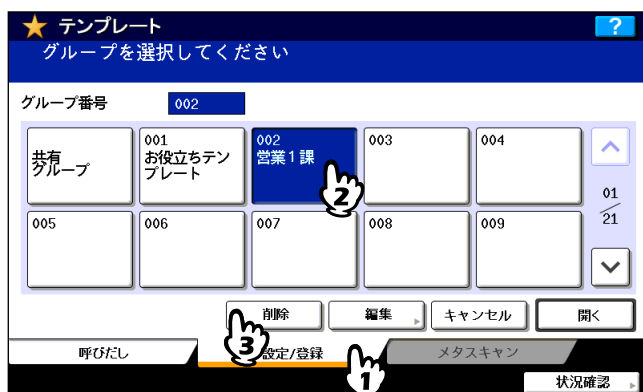 テンプレート
?
グループを選択してください
グループ番号
002
共有
グループ
001
お役立ちテン
プレート
002
営業1課
003
004
005
006
007
008
009
01
21
2
削除
編集
キャンセル
開く
3
呼びだし
設定/登録
メタスキャン
1
状況確認